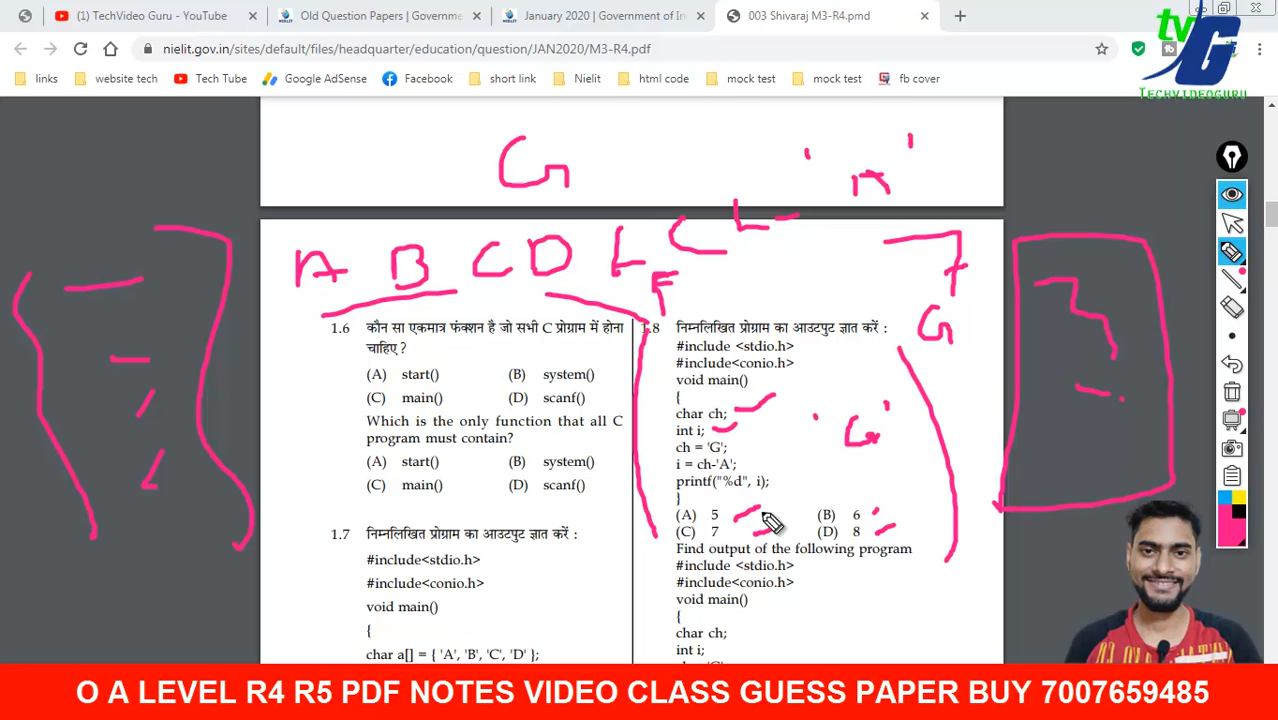 (1) TechVideo Guru - YouTube
Old Question Papers | Governme
January 2020 | Government of In
003 Shivaraj M3-R4.pmd
nielit.gov.in/sites/default/files/headquarter/education/question/JAN2020/M3-R4.pdf
links
website tech
Tech Tube
Google AdSense
Facebook
short link
Nielit
html code
mock test
mock test
fb cover
tv G
TECHVIDEOGURU
G
' A '
A B C D E F
7
G
1.6 कौन सा एकमात्र फंक्शन है जो सभी C प्रोग्राम में होना
चाहिए ?
(A) start() (B) system()
(C) main() (D) scanf()
Which is the only function that all C
program must contain?
(A) start() (B) system()
(C) main() (D) scanf()
1.7 निम्नलिखित प्रोग्राम का आउटपुट ज्ञात करें :
#include<stdio.h>
#include<conio.h>
void main()
{
char a[] = { 'A', 'B', 'C', 'D' };
1.8 निम्नलिखित प्रोग्राम का आउटपुट ज्ञात करें :
#include <stdio.h>
#include<conio.h>
void main()
{
char ch;
int i;
ch = 'G';
'G'
i = ch-'A';
printf("%d", i);
}
(A) 5 (B) 6
(C) 7 (D) 8
Find output of the following program
#include <stdio.h>
#include<conio.h>
void main()
{
char ch;
int i;
O A LEVEL R4 R5 PDF NOTES VIDEO CLASS GUESS PAPER BUY 7007659485